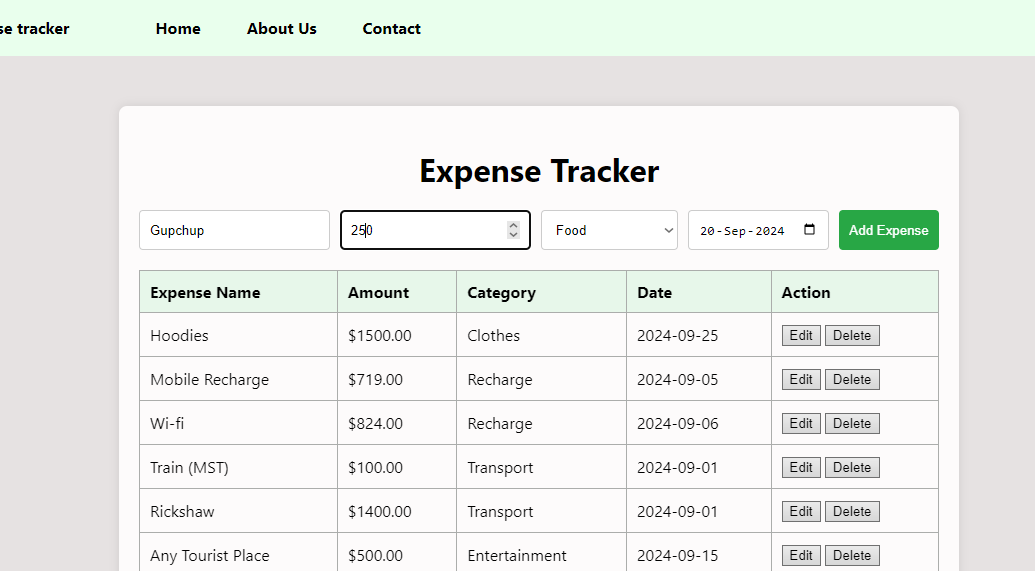 se tracker Home About Us Contact
Expense Tracker
Gupchup 250 Food 20-Sep-2024 Add Expense
Expense Name Amount Category Date Action
Hoodies $1500.00 Clothes 2024-09-25 Edit Delete
Mobile Recharge $719.00 Recharge 2024-09-05 Edit Delete
Wi-fi $824.00 Recharge 2024-09-06 Edit Delete
Train (MST) $100.00 Transport 2024-09-01 Edit Delete
Rickshaw $1400.00 Transport 2024-09-01 Edit Delete
Any Tourist Place $500.00 Entertainment 2024-09-15 Edit Delete